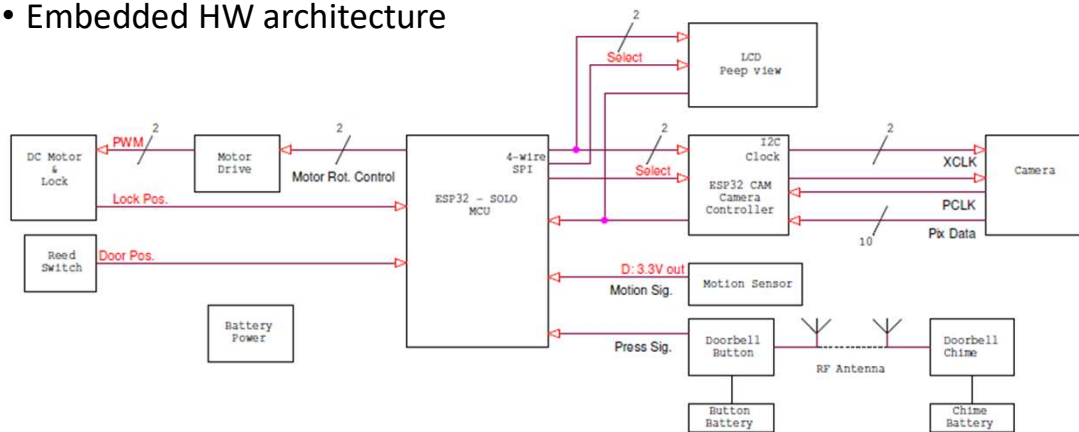 • Embedded HW architecture
2
Select
LCD
Peep view
DC Motor
&
Lock
PWM
2
Motor
Drive
2
Motor Rot. Control
Lock Pos.
ESP32 - SOLO
MCU
4-wire
SPI
2
Select
I2C
Clock
ESP32 CAM
Camera
Controller
2
XCLK
PCLK
10
Pix Data
Camera
Reed
Switch
Door Pos.
D: 3.3V out
Motion Sig.
Motion Sensor
Battery
Power
Press Sig.
Doorbell
Button
RF Antenna
Doorbell
Chime
Button
Battery
Chime
Battery